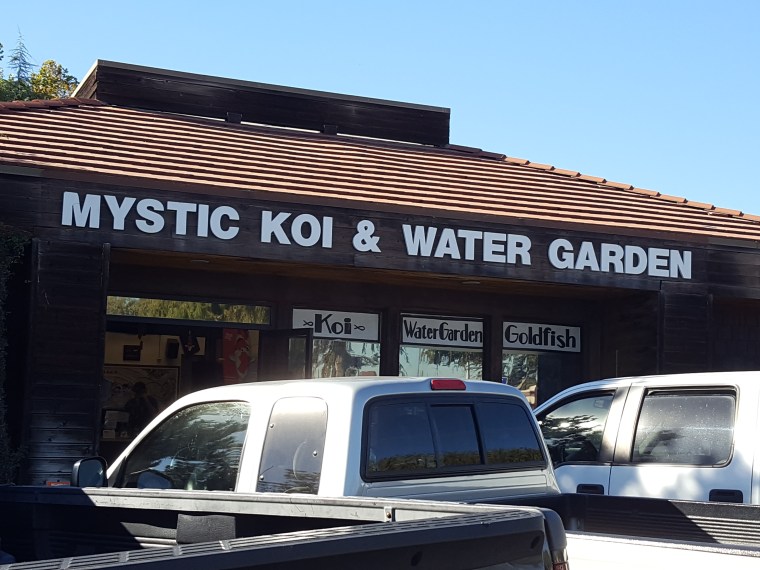 MYSTIC KOI & WATER GARDEN
Koi
WaterGarden
Goldfish